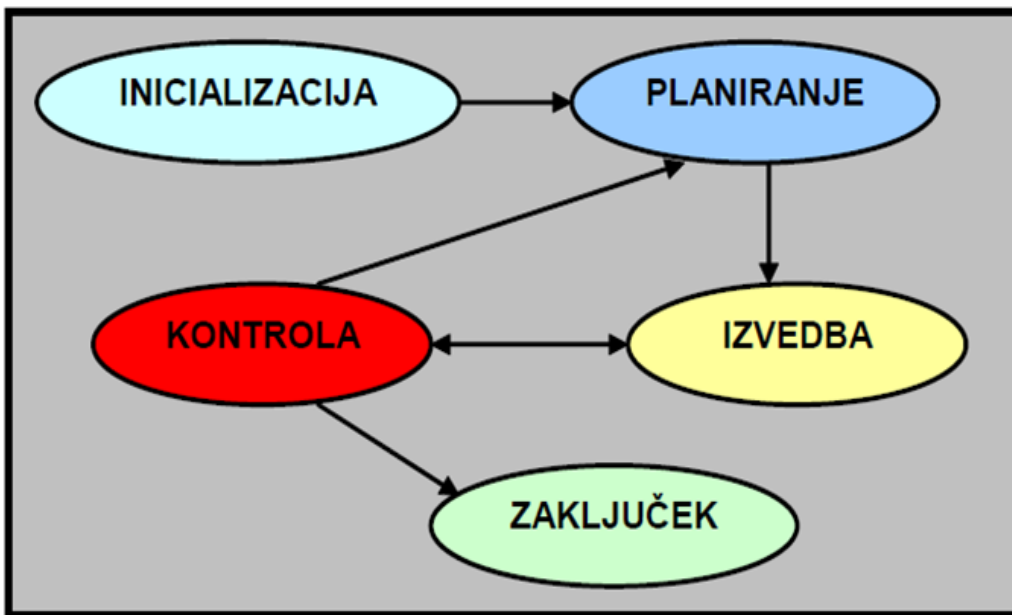 INICIALIZACIJA
PLANIRANJE
KONTROLA
IZVEDBA
ZAKLJUČEK